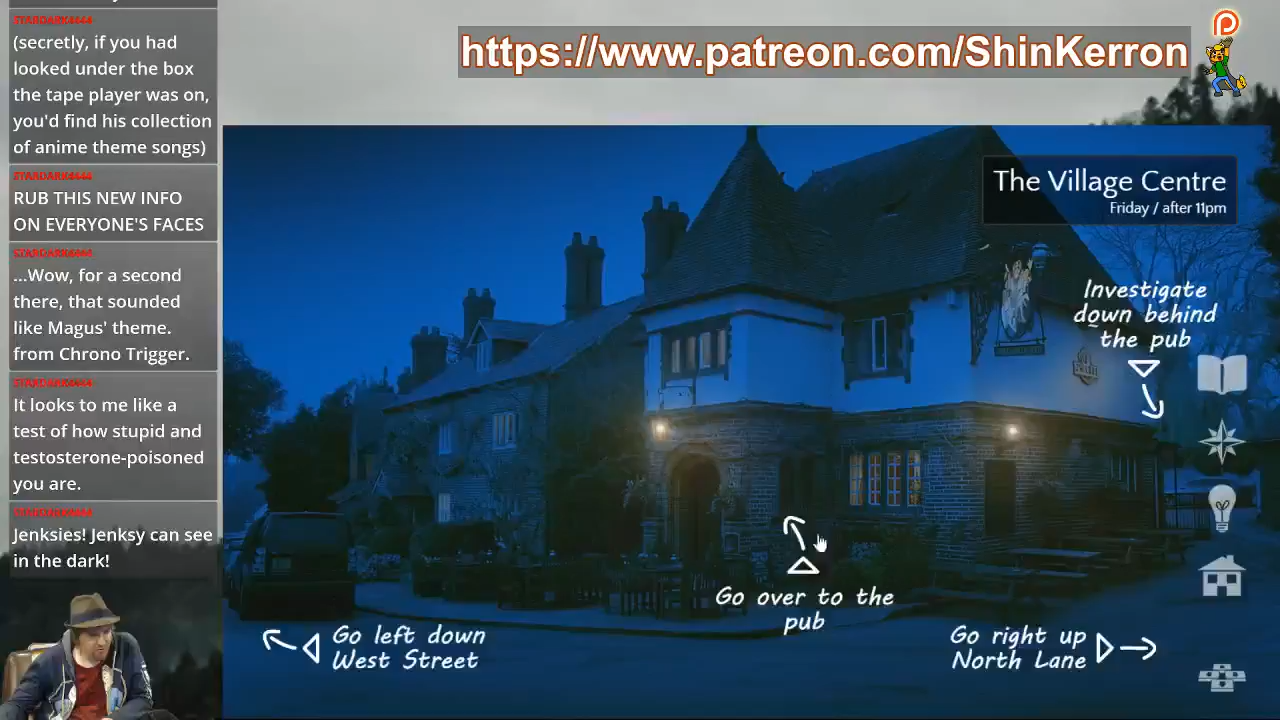 STARDARK4444
(secretly, if you had
looked under the box
the tape player was on,
you'd find his collection
of anime theme songs)
STARDARK4444
RUB THIS NEW INFO
ON EVERYONE'S FACES
STARDARK4444
...Wow, for a second
there, that sounded
like Magus' theme.
from Chrono Trigger.
STARDARK4444
It looks to me like a
test of how stupid and
testosterone-poisoned
you are.
Jenksies! Jenksy can see
in the dark!
https://www.patreon.com/ShinKerron
The Village Centre
Friday / after 11pm
Investigate
down behind
the pub
Go over to the
pub
Go left down
West Street
Go right up
North Lane